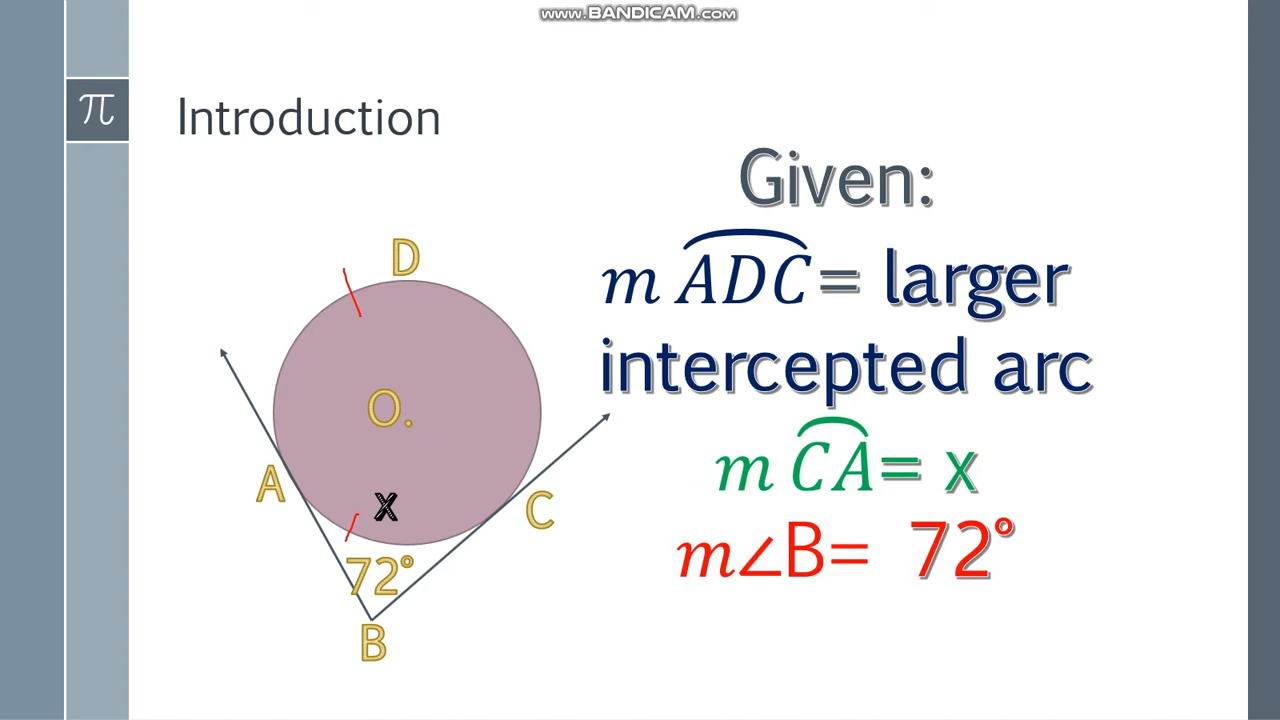 www.BANDICAM.com
π
Introduction
Given:
m ADC= larger
intercepted arc
m CA= x
m∠B= 72°
D
O.
A
x
C
72°
B